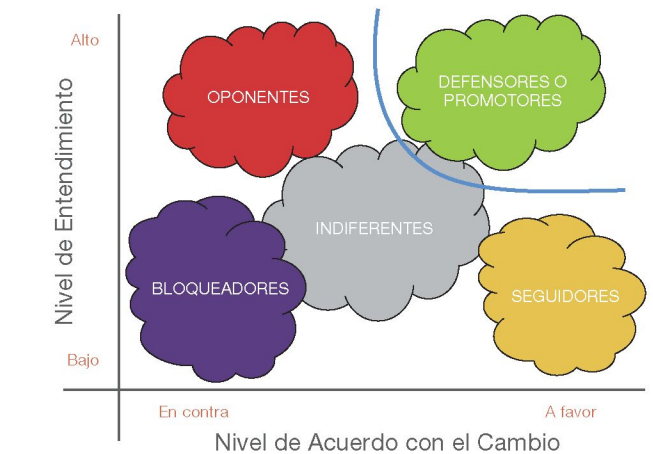 Alto
Nivel de Entendimiento
Bajo
OPONENTES
DEFENSORES O
PROMOTORES
INDIFERENTES
BLOQUEADORES
SEGUIDORES
En contra
A favor
Nivel de Acuerdo con el Cambio